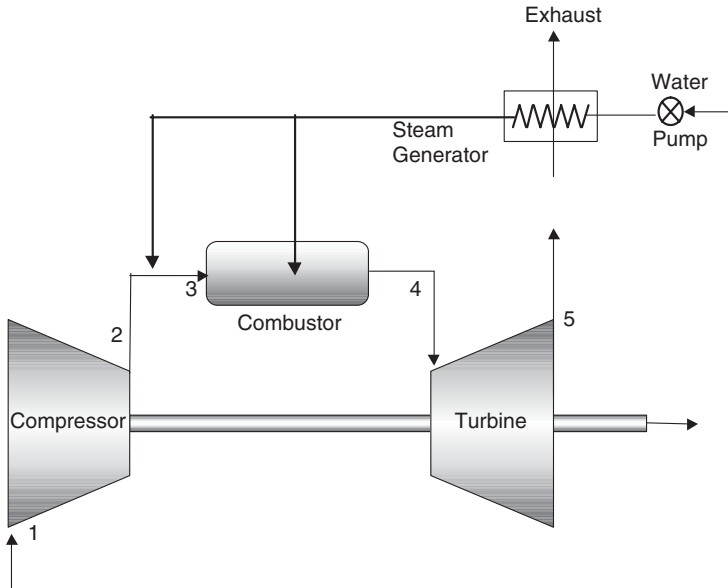 Exhaust
Water
Pump
Steam
Generator
3
Combustor
4
2
5
Compressor
Turbine
1